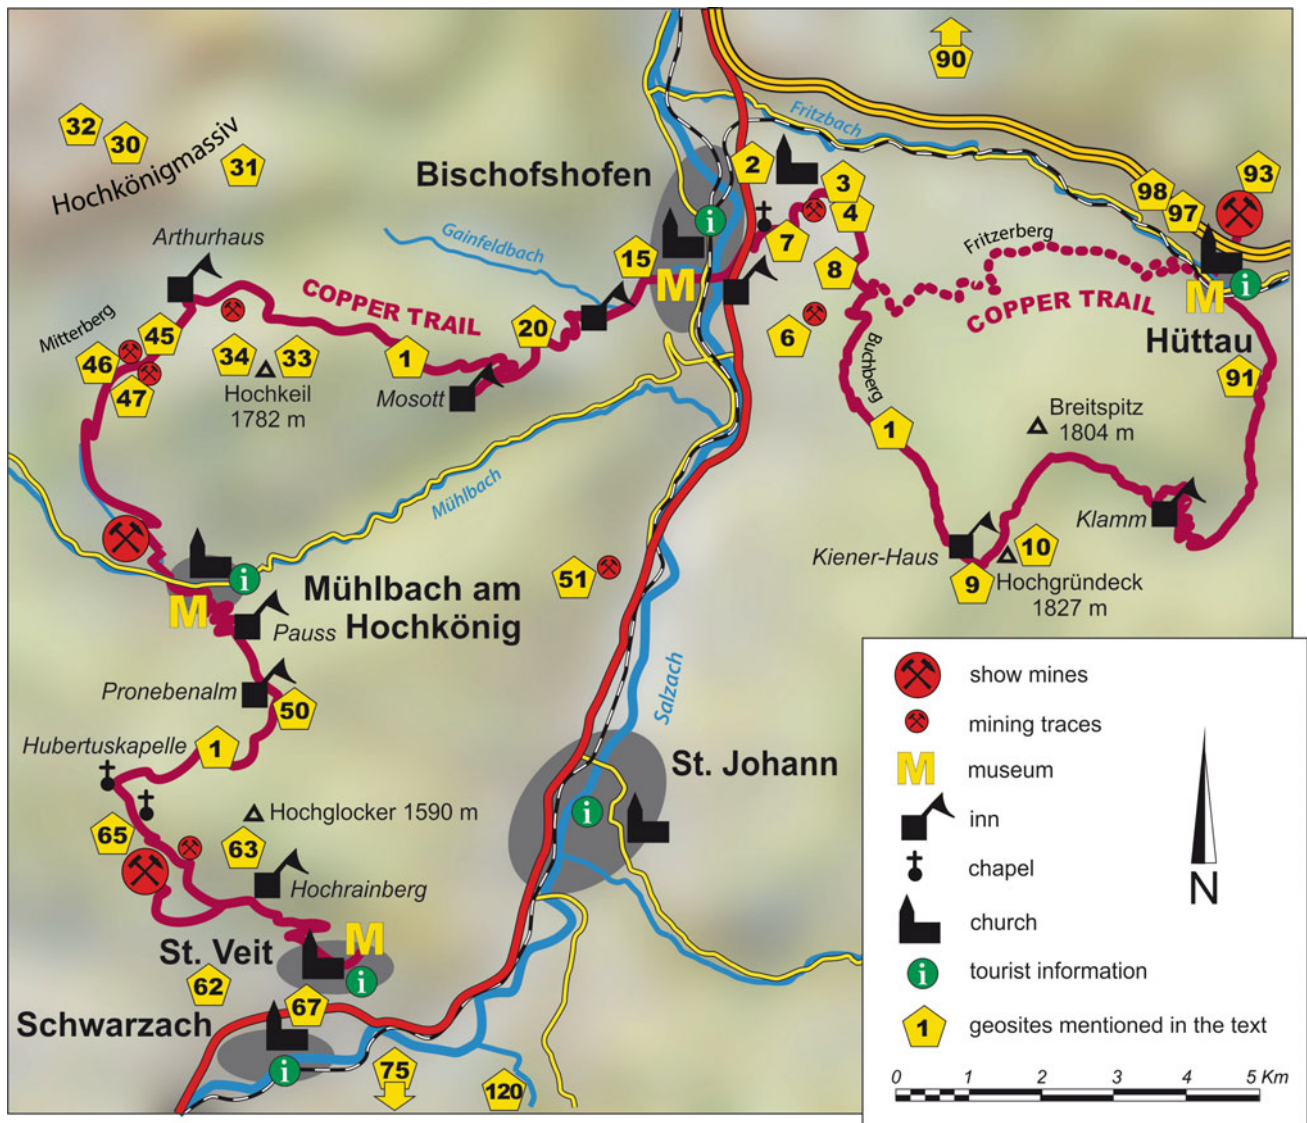 90
32
30
31
Hochkönigmassiv
Bischofshofen
Fritzbach
2
3
4
98
97
93
Arthurhaus
Gainfeldbach
15
7
8
Fritzerberg
COPPER TRAIL
COPPER TRAIL
M
M
Hüttau
Mitterberg
45
46
47
34
33
Hochkeil
1782 m
1
20
Mosott
6
Buchberg
91
1
Breitspitz
1804 m
Mühlbach
Klamm
Kiener-Haus
10
9
Hochgründeck
1827 m
51
Mühlbach am
Hochkönig
M
Pauss
Pronebenalm
50
Hubertuskapelle
1
Salzach
St. Johann
Hochglocker 1590 m
65
63
Hochrainberg
St. Veit
M
62
67
Schwarzach
75
120
i
i
i
i
i
i
show mines
mining traces
M museum
inn
chapel
church
i tourist information
1 geosites mentioned in the text
N
0 1 2 3 4 5 Km